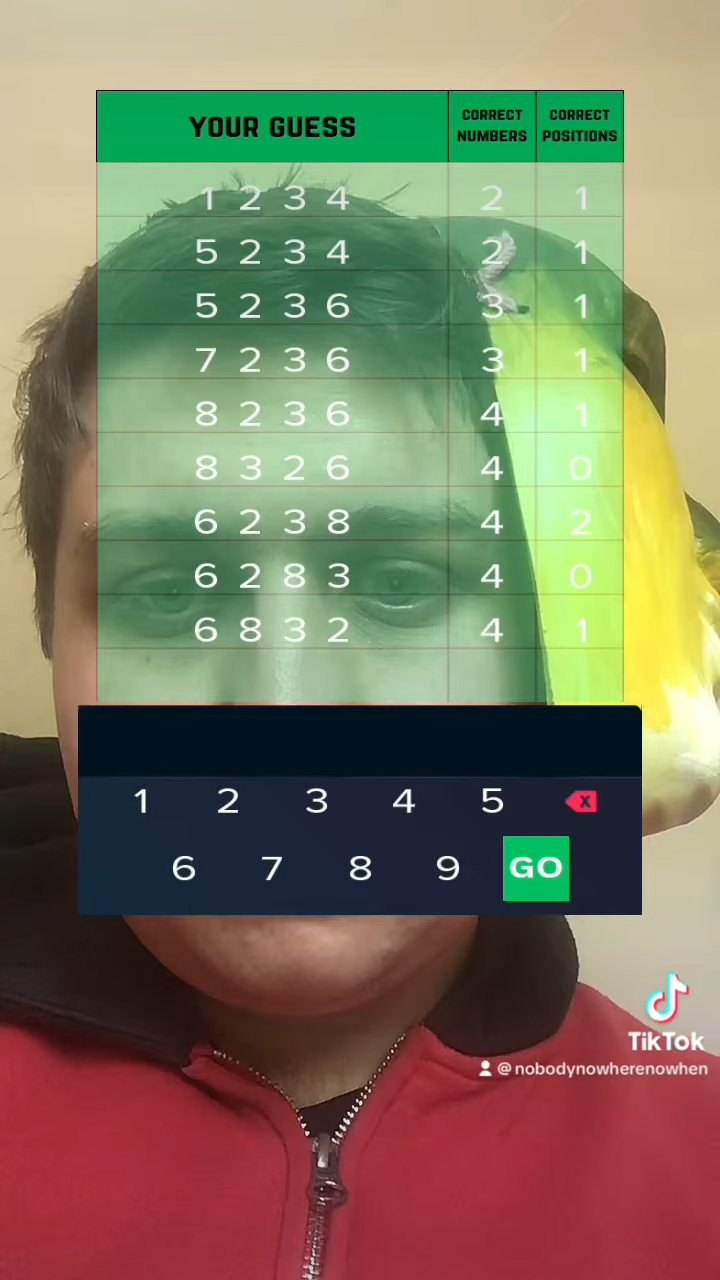 YOUR GUESS CORRECT NUMBERS CORRECT POSITIONS
1 2 3 4 2 1
5 2 3 4 2 1
5 2 3 6 3 1
7 2 3 6 3 1
8 2 3 6 4 1
8 3 2 6 4 0
6 2 3 8 4 2
6 2 8 3 4 0
6 8 3 2 4 1
1 2 3 4 5 X
6 7 8 9 GO
TikTok
@nobodynowherenowhen